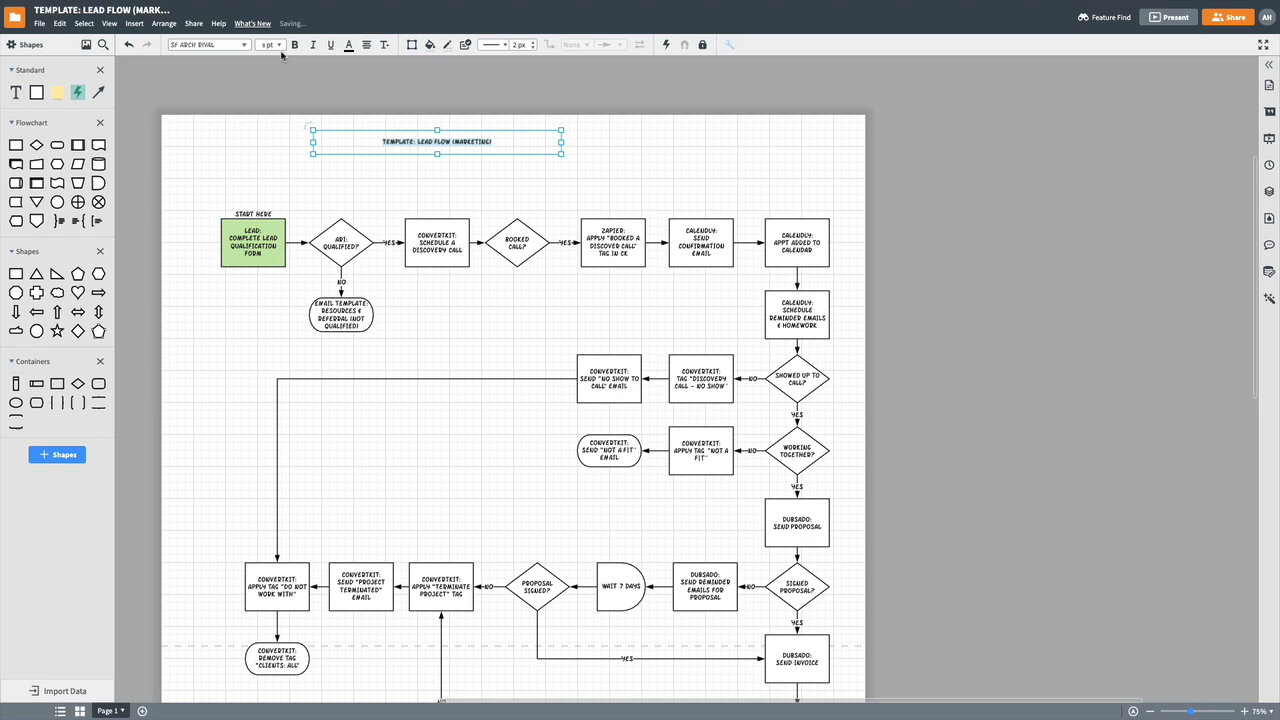 TEMPLATE: LEAD FLOW (MARK...
File Edit Select View Insert Arrange Share Help What's New Saving...
Feature Find
Present
Share
AH
Shapes
SF ARCH RIVAL
8 pt
B I U A T
2 px
None
Standard
T
Flowchart
Shapes
Containers
+ Shapes
Import Data
TEMPLATE: LEAD FLOW (MARKETING)
START HERE
LEAD:
COMPLETE LEAD
QUALIFICATION
FORM
ARI:
QUALIFIED?
YES
CONVERTKIT:
SCHEDULE A
DISCOVERY CALL
BOOKED
CALL?
YES
ZAPIER:
APPLY "BOOKED A
DISCOVER CALL"
TAG IN CK
CALENDLY:
SEND
CONFIRMATION
EMAIL
CALENDLY:
APPT ADDED TO
CALENDAR
NO
EMAIL TEMPLATE:
RESOURCES &
REFERRAL (NOT
QUALIFIED)
CALENDLY:
SCHEDULE
REMINDER EMAILS
& HOMEWORK
CONVERTKIT:
SEND "NO SHOW TO
CALL" EMAIL
CONVERTKIT:
TAG "DISCOVERY
CALL - NO SHOW"
NO
SHOWED UP TO
CALL?
YES
CONVERTKIT:
SEND "NOT A FIT"
EMAIL
CONVERTKIT:
APPLY TAG "NOT A
FIT"
NO
WORKING
TOGETHER?
YES
DUBSADO:
SEND PROPOSAL
CONVERTKIT:
APPLY TAG "DO NOT
WORK WITH"
CONVERTKIT:
SEND "PROJECT
TERMINATED"
EMAIL
CONVERTKIT:
APPLY "TERMINATE
PROJECT" TAG
NO
PROPOSAL
SIGNED?
WAIT 7 DAYS
DUBSADO:
SEND REMINDER
EMAILS FOR
PROPOSAL
NO
SIGNED
PROPOSAL?
YES
CONVERTKIT:
REMOVE TAG
"CLIENTS: ALL"
YES
DUBSADO:
SEND INVOICE
Page 1
75%